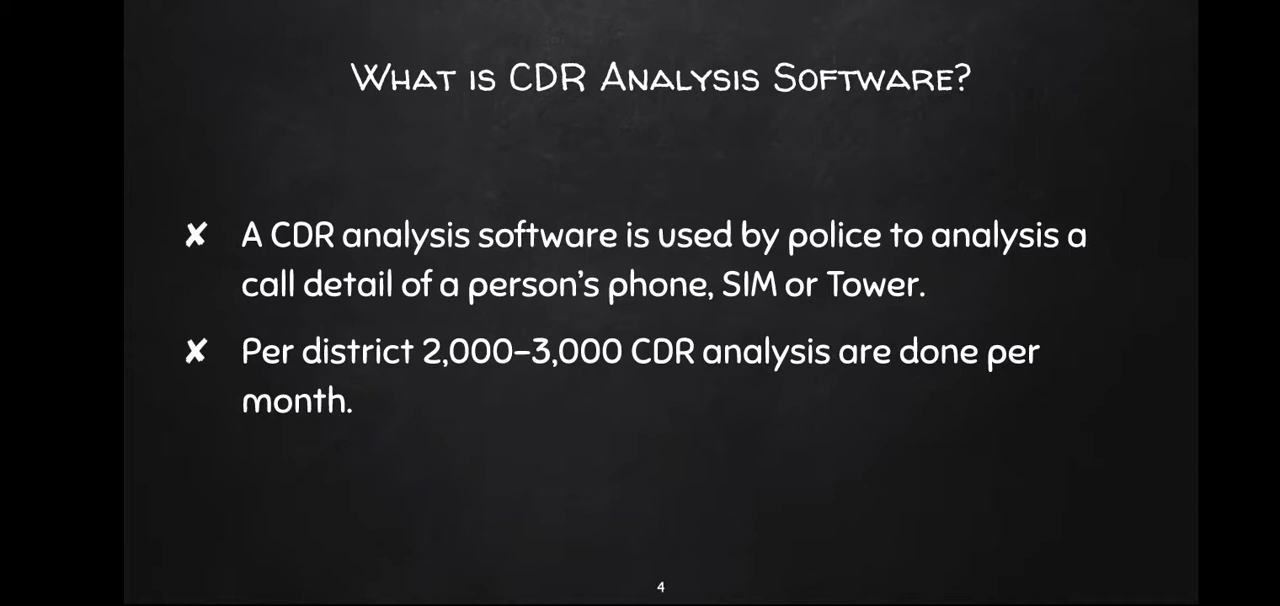 What is CDR Analysis Software?
✘ A CDR analysis software is used by police to analysis a
call detail of a person's phone, SIM or Tower.
✘ Per district 2,000–3,000 CDR analysis are done per
month.
4